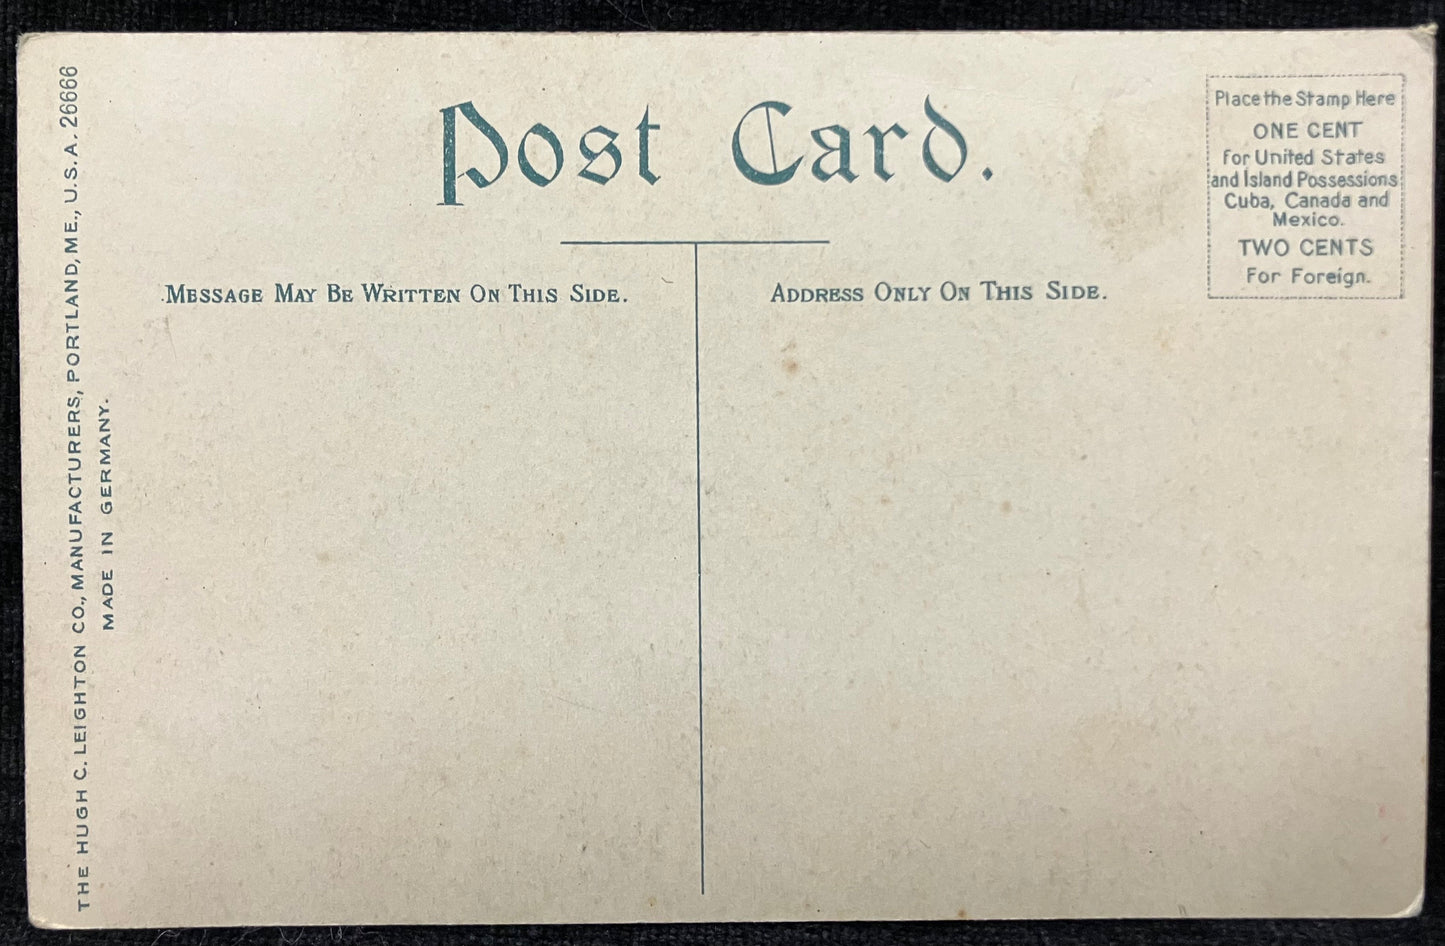 Post Card.
Place the Stamp Here
ONE CENT
For United States
and Island Possessions
Cuba, Canada and
Mexico.
TWO CENTS
For Foreign.
MESSAGE MAY BE WRITTEN ON THIS SIDE.
ADDRESS ONLY ON THIS SIDE.
THE HUGH C. LEIGHTON CO., MANUFACTURERS, PORTLAND, ME., U.S.A. 26666
MADE IN GERMANY.